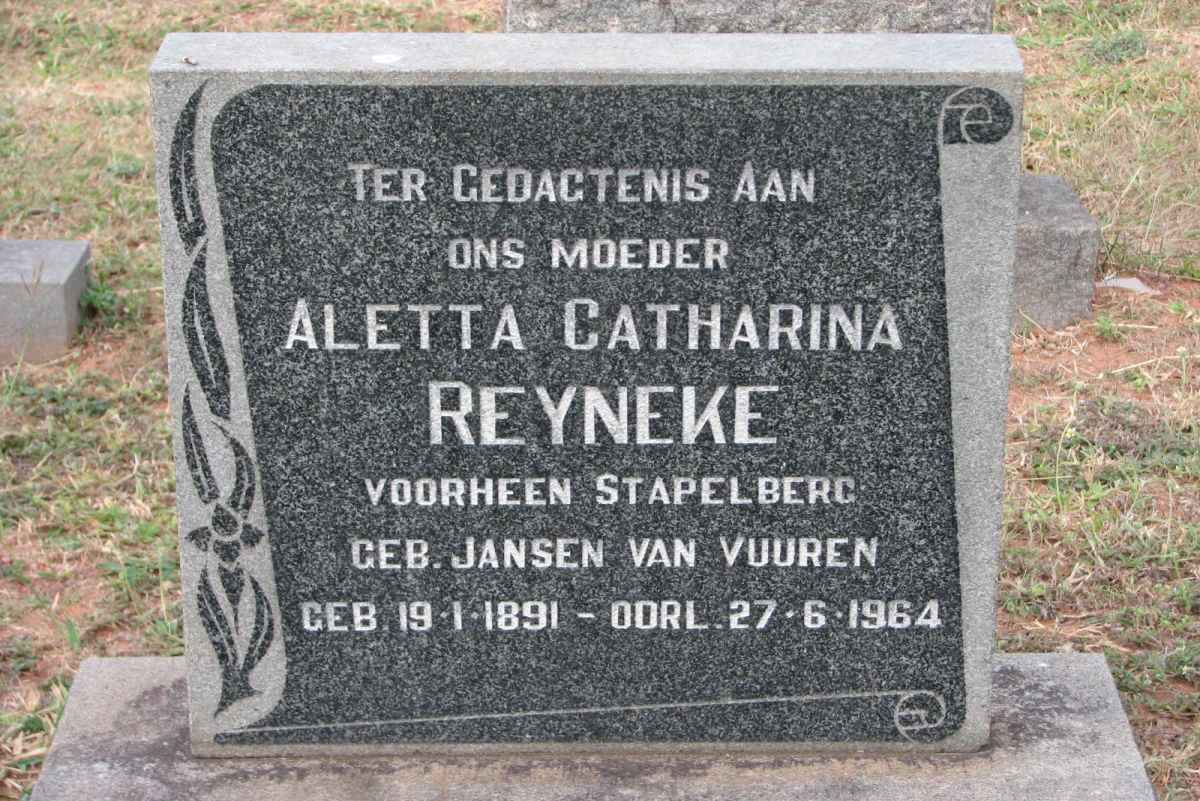 TER GEDAGTENIS AAN
ONS MOEDER
ALETTA CATHARINA
REYNEKE
VOORHEEN STAPELBERG
GEB. JANSEN VAN VUUREN
GEB. 19·1·1891 – OORL. 27·6·1964